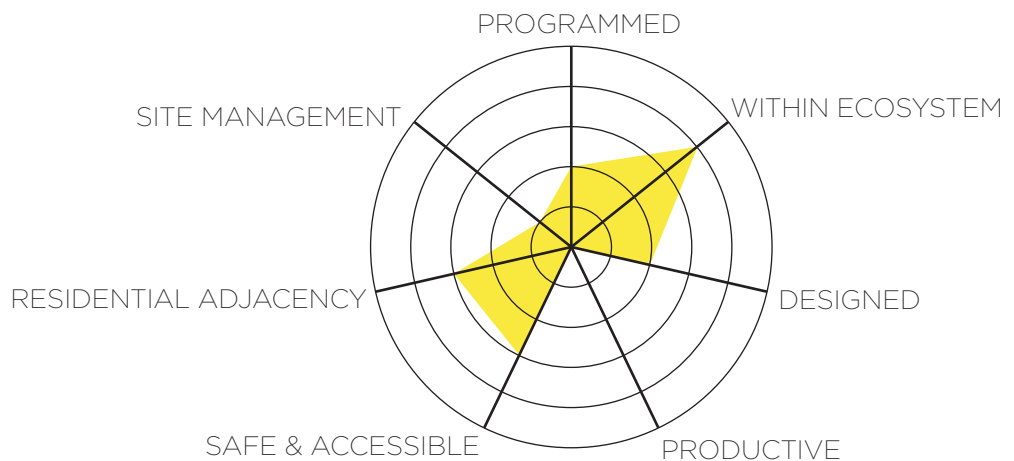 PROGRAMMED
WITHIN ECOSYSTEM
SITE MANAGEMENT
RESIDENTIAL ADJACENCY
DESIGNED
SAFE & ACCESSIBLE
PRODUCTIVE